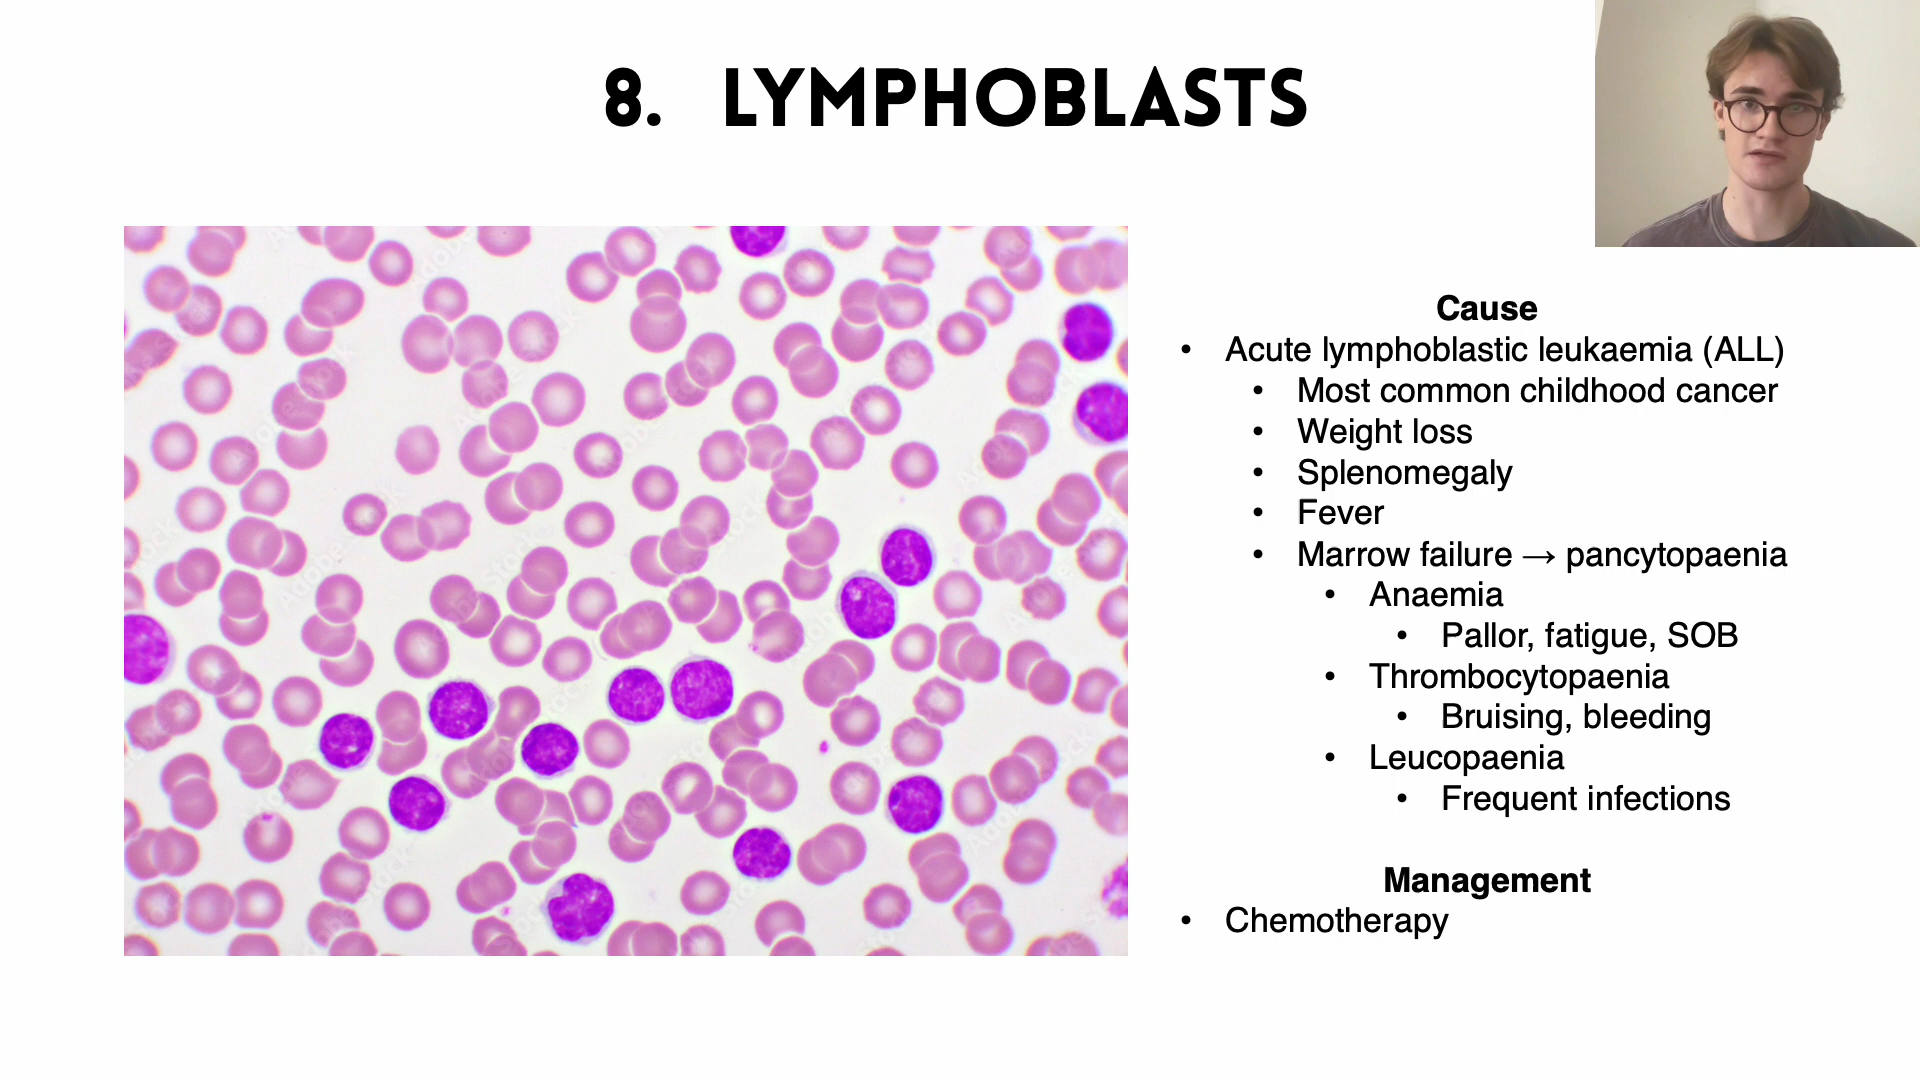 8. LYMPHOBLASTS
Cause
• Acute lymphoblastic leukaemia (ALL)
• Most common childhood cancer
• Weight loss
• Splenomegaly
• Fever
• Marrow failure → pancytopaenia
• Anaemia
• Pallor, fatigue, SOB
• Thrombocytopaenia
• Bruising, bleeding
• Leucopaenia
• Frequent infections
Management
• Chemotherapy